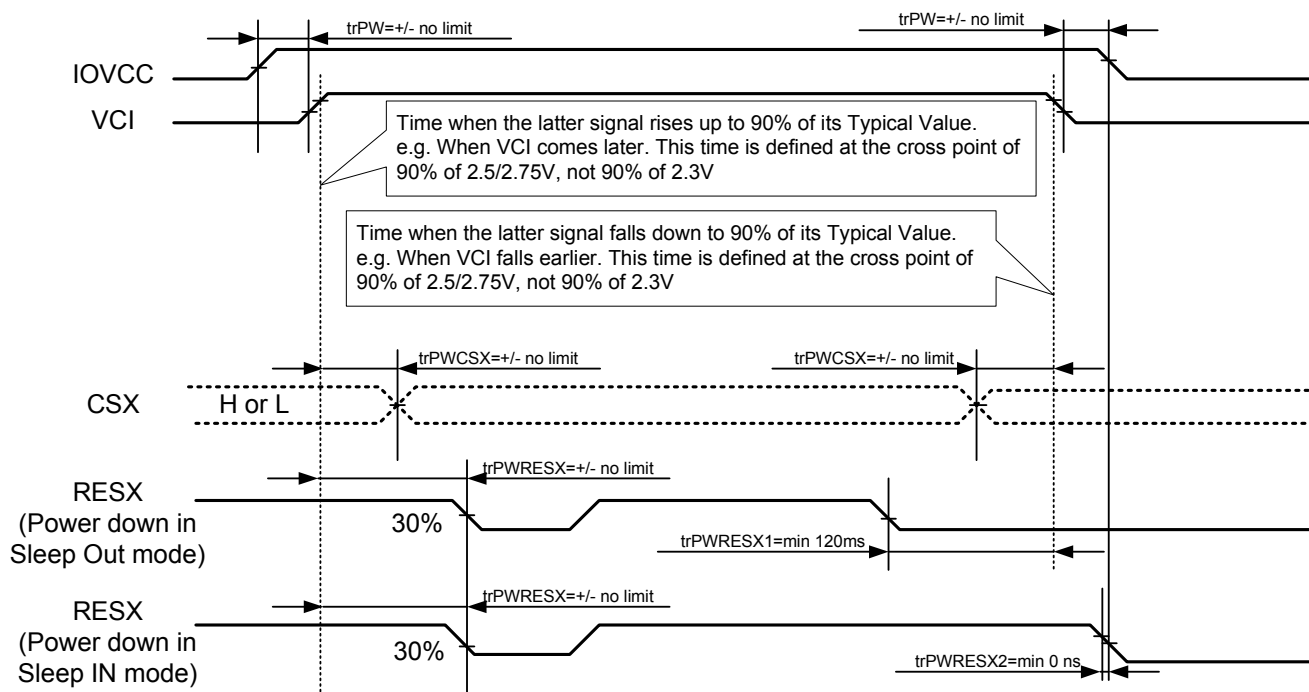 trPW=+/- no limit
trPW=+/- no limit
IOVCC
VCI
Time when the latter signal rises up to 90% of its Typical Value.
e.g. When VCI comes later. This time is defined at the cross point of
90% of 2.5/2.75V, not 90% of 2.3V
Time when the latter signal falls down to 90% of its Typical Value.
e.g. When VCI falls earlier. This time is defined at the cross point of
90% of 2.5/2.75V, not 90% of 2.3V
trPWCSX=+/- no limit
trPWCSX=+/- no limit
CSX
H or L
trPWRESX=+/- no limit
RESX
(Power down in
Sleep Out mode)
30%
trPWRESX1=min 120ms
trPWRESX=+/- no limit
RESX
(Power down in
Sleep IN mode)
30%
trPWRESX2=min 0 ns